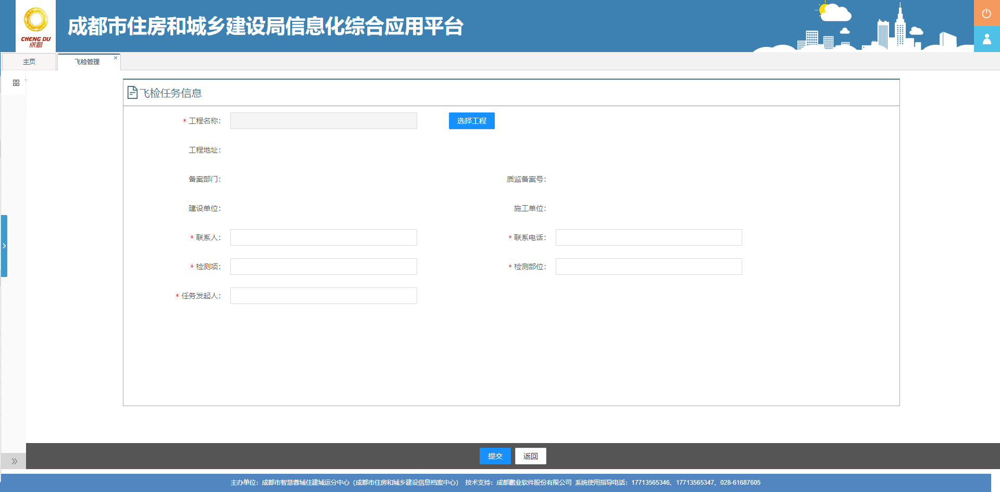 CHENG DU
成都
成都市住房和城乡建设局信息化综合应用平台
主页
飞检管理
飞检任务信息
* 工程名称：
选择工程
工程地址：
备案部门：
质监备案号：
建设单位：
施工单位：
* 联系人：
* 联系电话：
* 检测项：
* 检测部位：
* 任务发起人：
提交
返回
主办单位：成都市智慧蓉城住建城运分中心（成都市住房和城乡建设信息档案中心） 技术支持：成都鹏业软件股份有限公司 系统使用指导电话：17713565346、17713565347、028-61687605